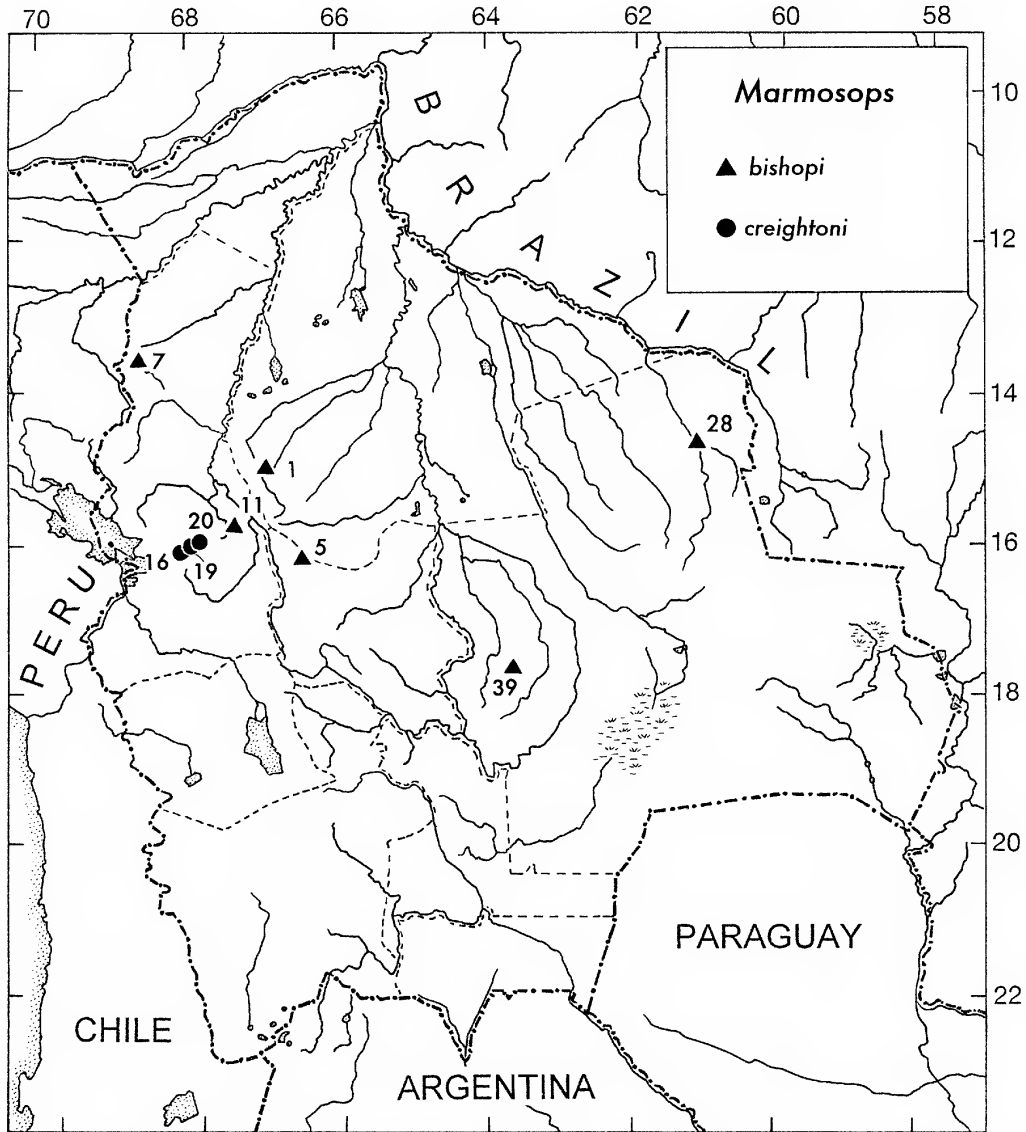 70 68 66 64 62 60 58
B
R
A
Z
I
L
Marmosops
bishopi
creightoni
10
12
7
14
28
1
11
20
5
16
19
16
PERU
39
18
20
PARAGUAY
22
CHILE
ARGENTINA